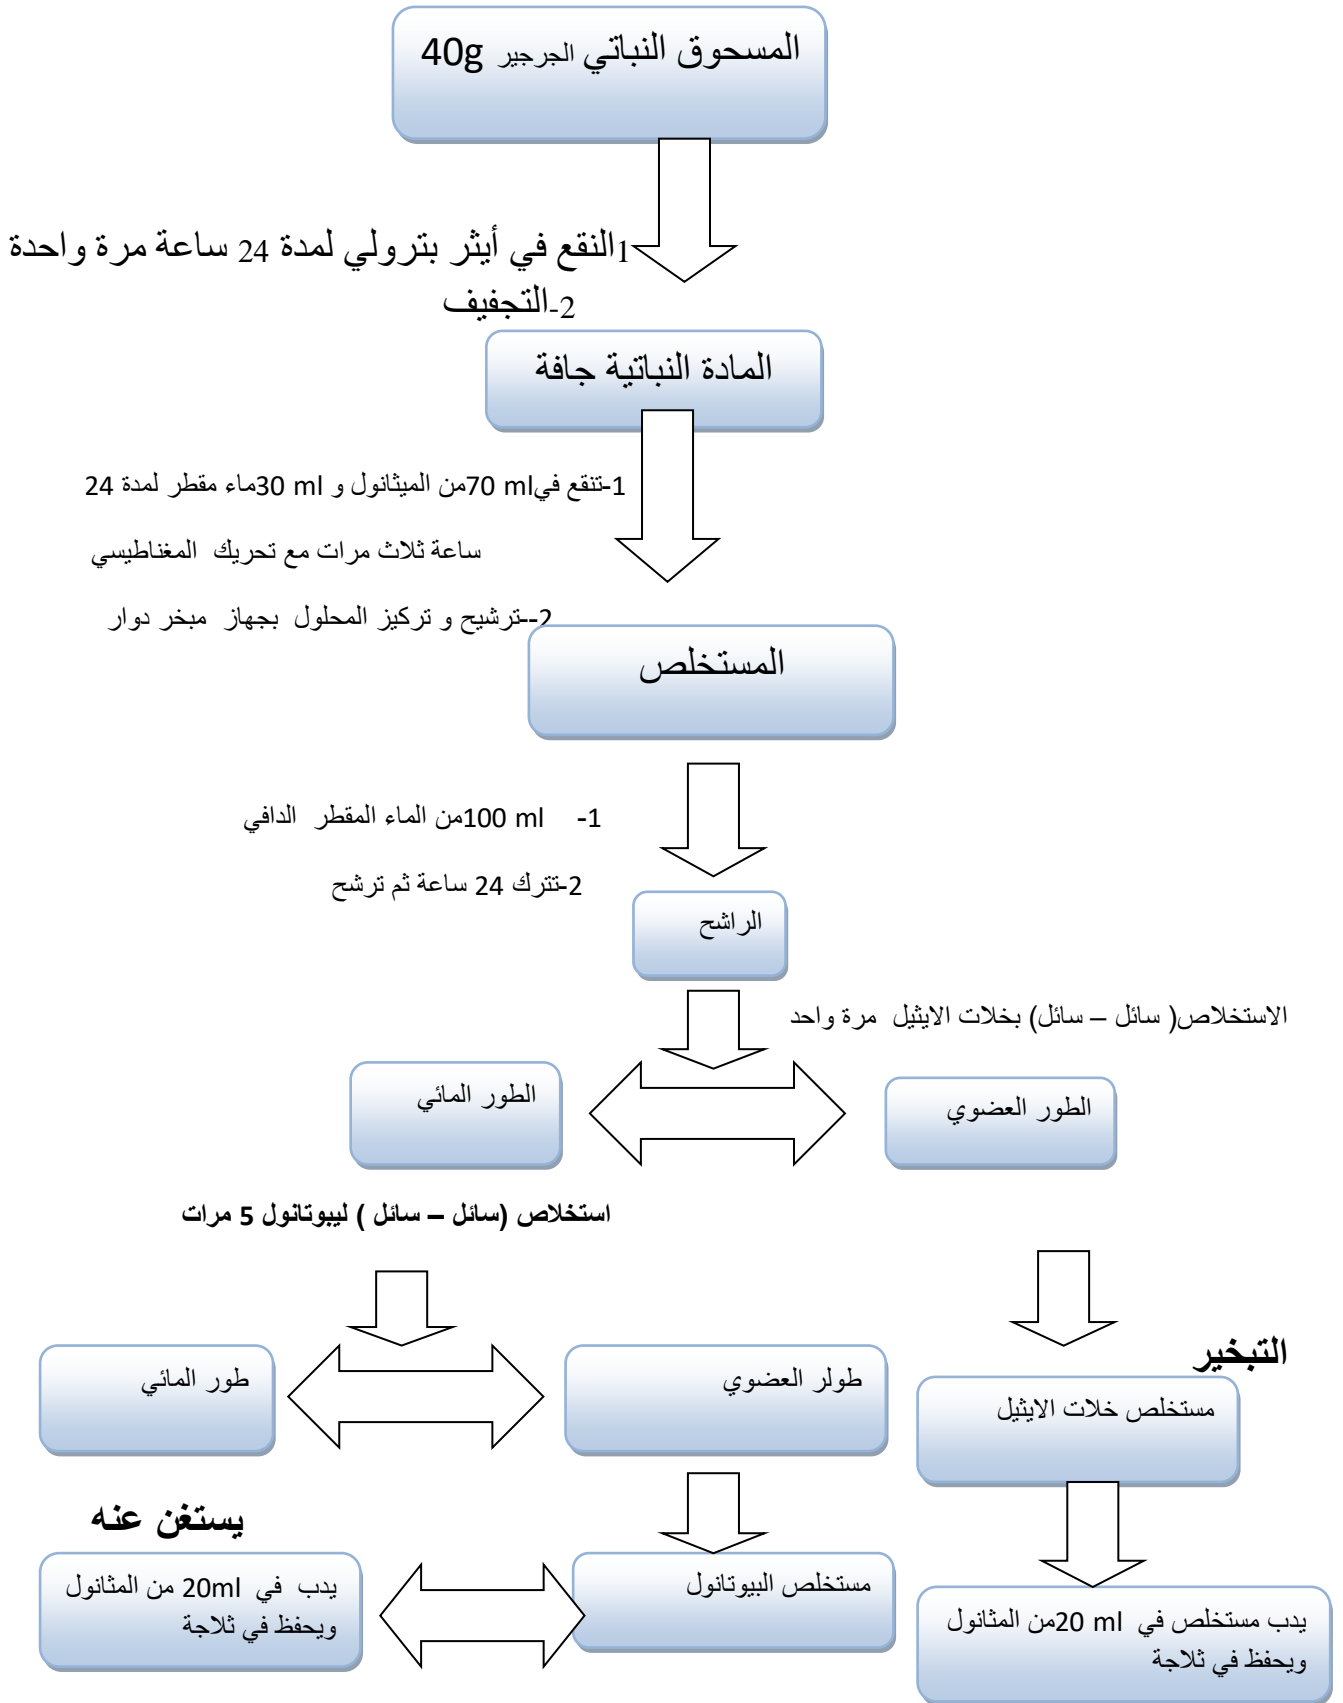 المسحوق النباتي الجرجير 40g
1النقع في أيثر بترولي لمدة 24 ساعة مرة واحدة
2-التجفيف
المادة النباتية جافة
1-تنقع في70 mlمن الميثانول و 30 mlماء مقطر لمدة 24
ساعة ثلاث مرات مع تحريك المغناطيسي
2--ترشيح و تركيز المحلول بجهاز مبخر دوار
المستخلص
1- 100 mlمن الماء المقطر الدافي
2-تترك 24 ساعة ثم ترشح
الراشح
الاستخلاص( سائل – سائل) بخلات الايثيل مرة واحد
الطور العضوي
الطور المائي
استخلاص (سائل – سائل ) ليبوتانول 5 مرات
التبخير
طولر العضوي
طور المائي
مستخلص خلات الايثيل
يستغن عنه
مستخلص البيوتانول
يدب في 20ml من المثانول
ويحفظ في ثلاجة
يدب مستخلص في 20 mlمن المثانول
ويحفظ في ثلاجة